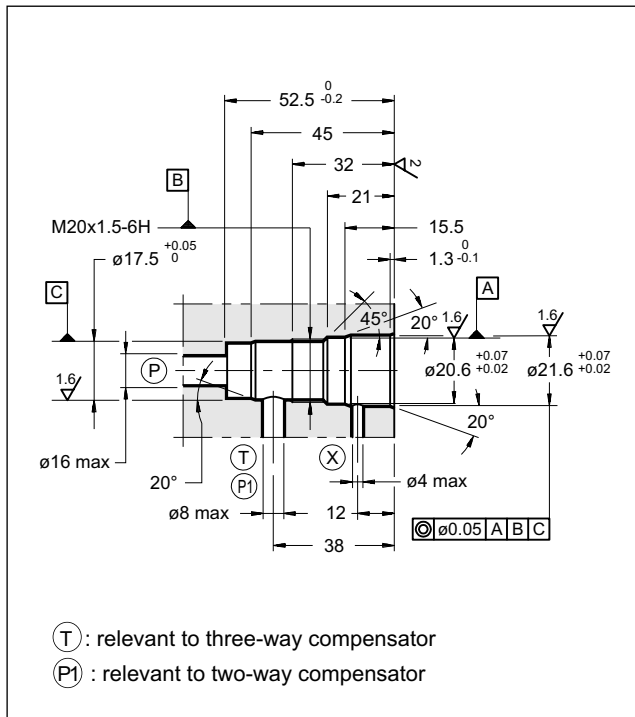 52.5 0 -0.2
45
32
2
B
21
M20x1.5-6H
15.5
ø17.5 +0.05 0
1.3 0 -0.1
C
A
45°
20°
1.6
1.6
P
1.6
ø20.6 +0.07 +0.02
ø21.6 +0.07 +0.02
20°
ø16 max
T
X
20°
P1
ø4 max
ø8 max
12
ø0.05 A B C
38
T : relevant to three-way compensator
P1 : relevant to two-way compensator